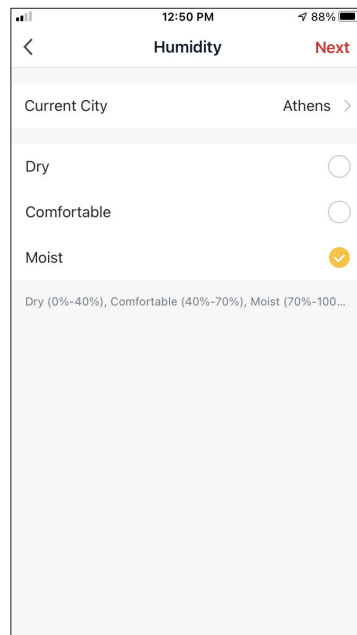 12:50 PM
88%
Humidity
Next
Current City
Athens
Dry
Comfortable
Moist
Dry (0%-40%), Comfortable (40%-70%), Moist (70%-100...